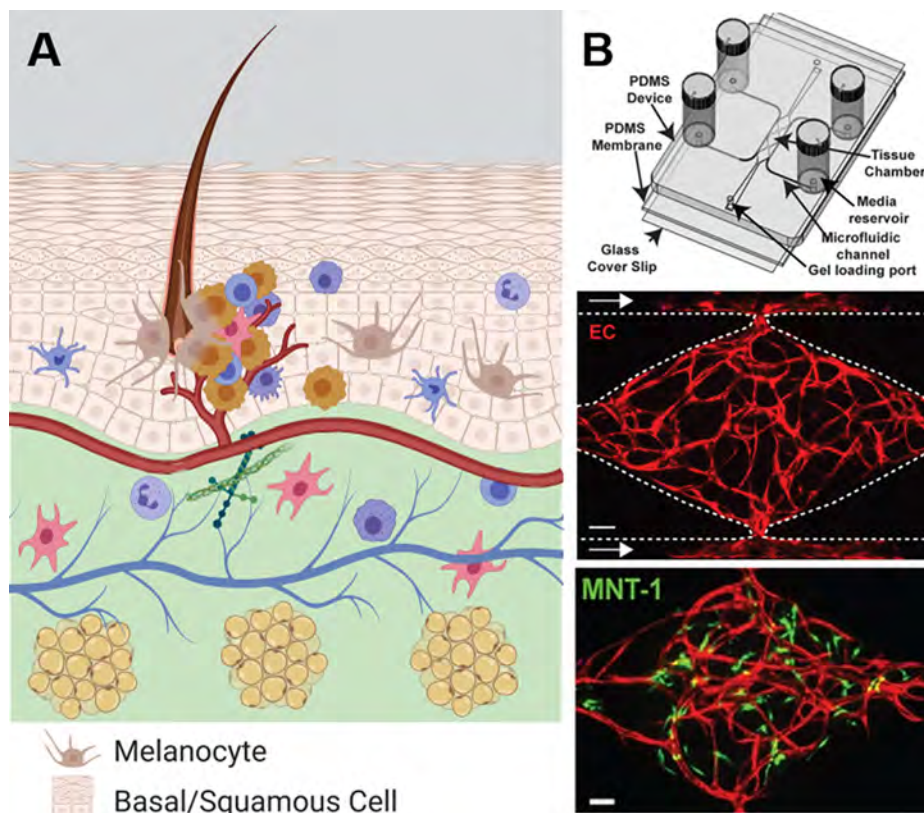 A
Melanocyte
Basal/Squamous Cell
B
PDMS
Device
PDMS
Membrane
Glass
Cover Slip
Tissue
Chamber
Media
reservoir
Microfluidic
channel
Gel loading port
EC
MNT-1